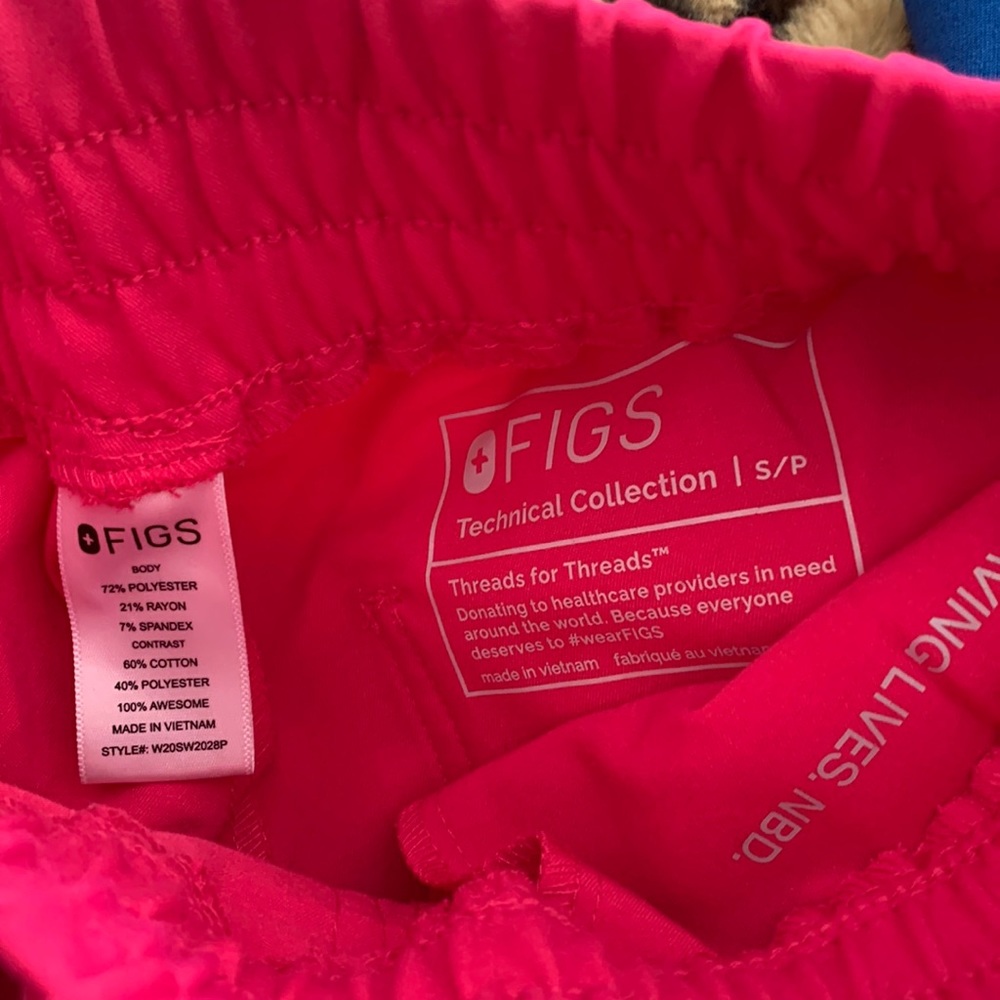 FIGS
BODY
72% POLYESTER
21% RAYON
7% SPANDEX
CONTRAST
60% COTTON
40% POLYESTER
100% AWESOME
MADE IN VIETNAM
STYLE#: W20SW2028P
FIGS
Technical Collection | S/P
Threads for Threads™
Donating to healthcare providers in need
around the world. Because everyone
deserves to #wearFIGS
made in vietnam fabriqué au vietnam
VING LIVES. NBD.